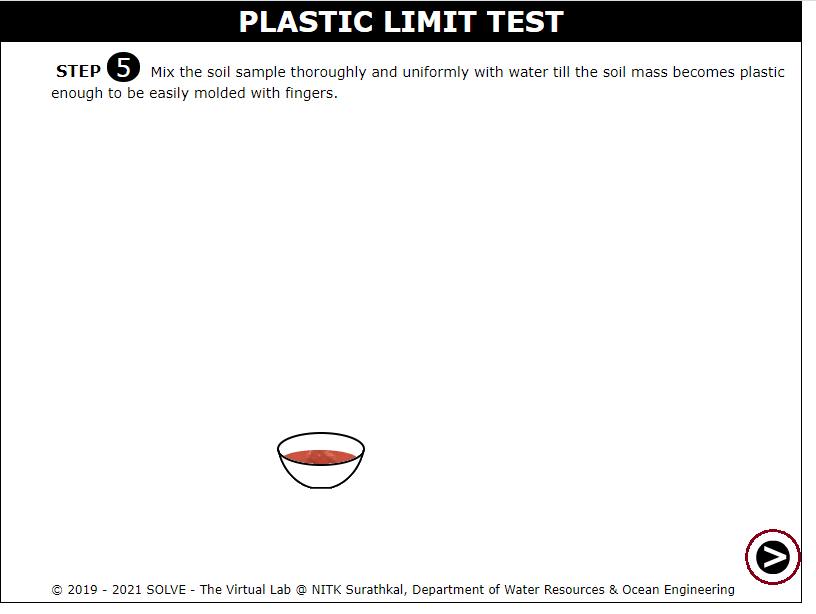 PLASTIC LIMIT TEST
STEP 5 Mix the soil sample thoroughly and uniformly with water till the soil mass becomes plastic
enough to be easily molded with fingers.
>
© 2019 - 2021 SOLVE - The Virtual Lab @ NITK Surathkal, Department of Water Resources & Ocean Engineering